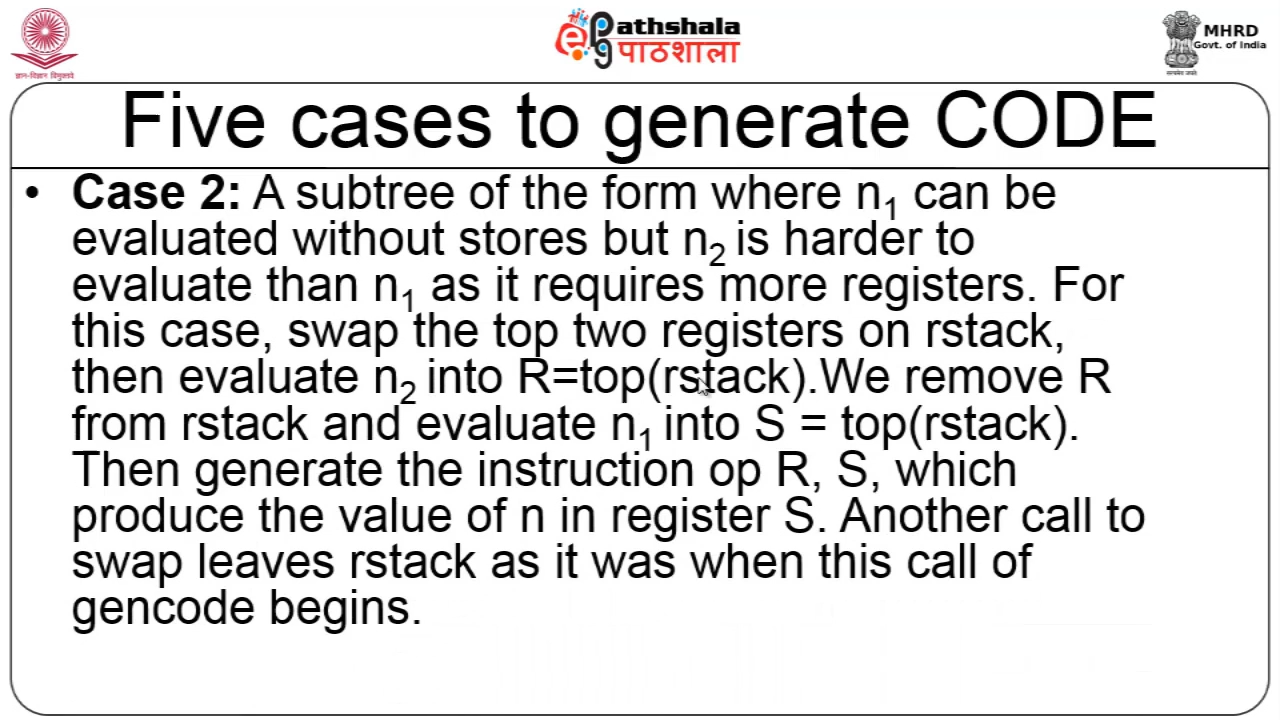 ePathshala
पाठशाला
MHRD
Govt. of India
Five cases to generate CODE
• Case 2: A subtree of the form where n₁ can be
evaluated without stores but n₂ is harder to
evaluate than n₁ as it requires more registers. For
this case, swap the top two registers on rstack,
then evaluate n₂ into R=top(rstack).We remove R
from rstack and evaluate n₁ into S = top(rstack).
Then generate the instruction op R, S, which
produce the value of n in register S. Another call to
swap leaves rstack as it was when this call of
gencode begins.